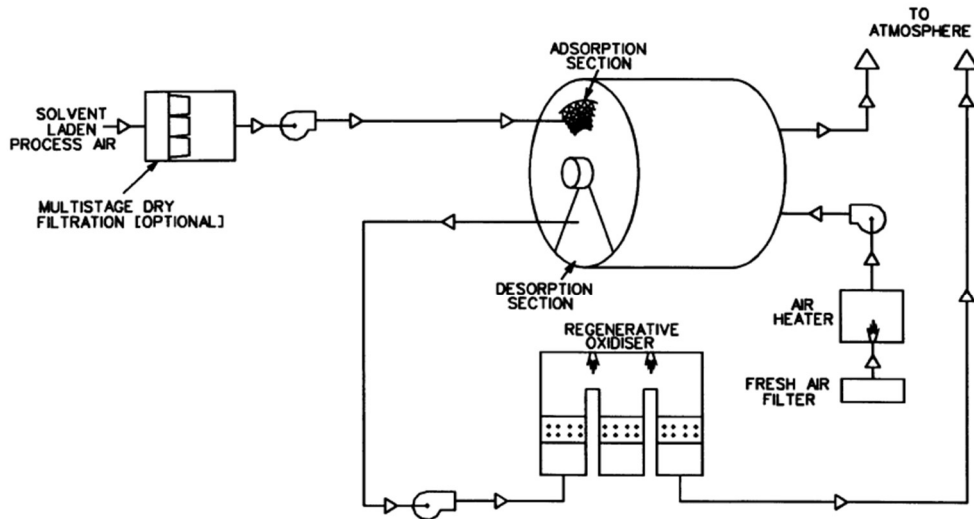 TO
ATMOSPHERE
ADSORPTION
SECTION
SOLVENT
LADEN
PROCESS AIR
MULTISTAGE DRY
FILTRATION [OPTIONAL]
DESORPTION
SECTION
AIR
HEATER
REGENERATIVE
OXIDISER
FRESH AIR
FILTER